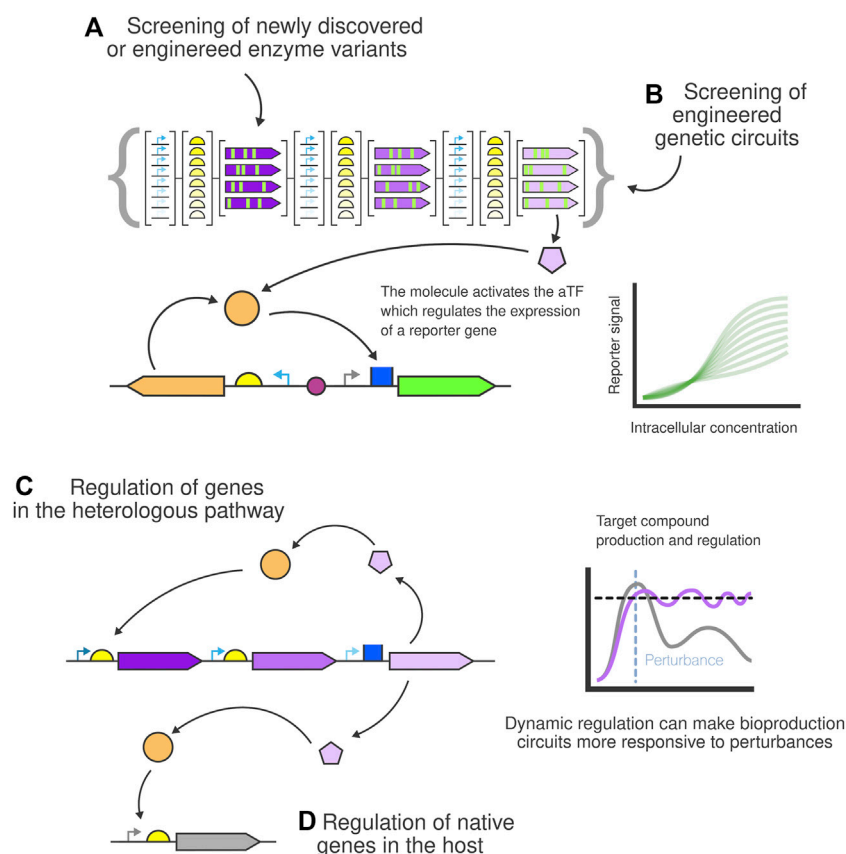 A Screening of newly discovered
or enginereed enzyme variants
B Screening of
engineered
genetic circuits
The molecule activates the aTF
which regulates the expression
of a reporter gene
Reporter signal
Intracellular concentration
C Regulation of genes
in the heterologous pathway
Target compound
production and regulation
Perturbance
Dynamic regulation can make bioproduction
circuits more responsive to perturbances
D Regulation of native
genes in the host